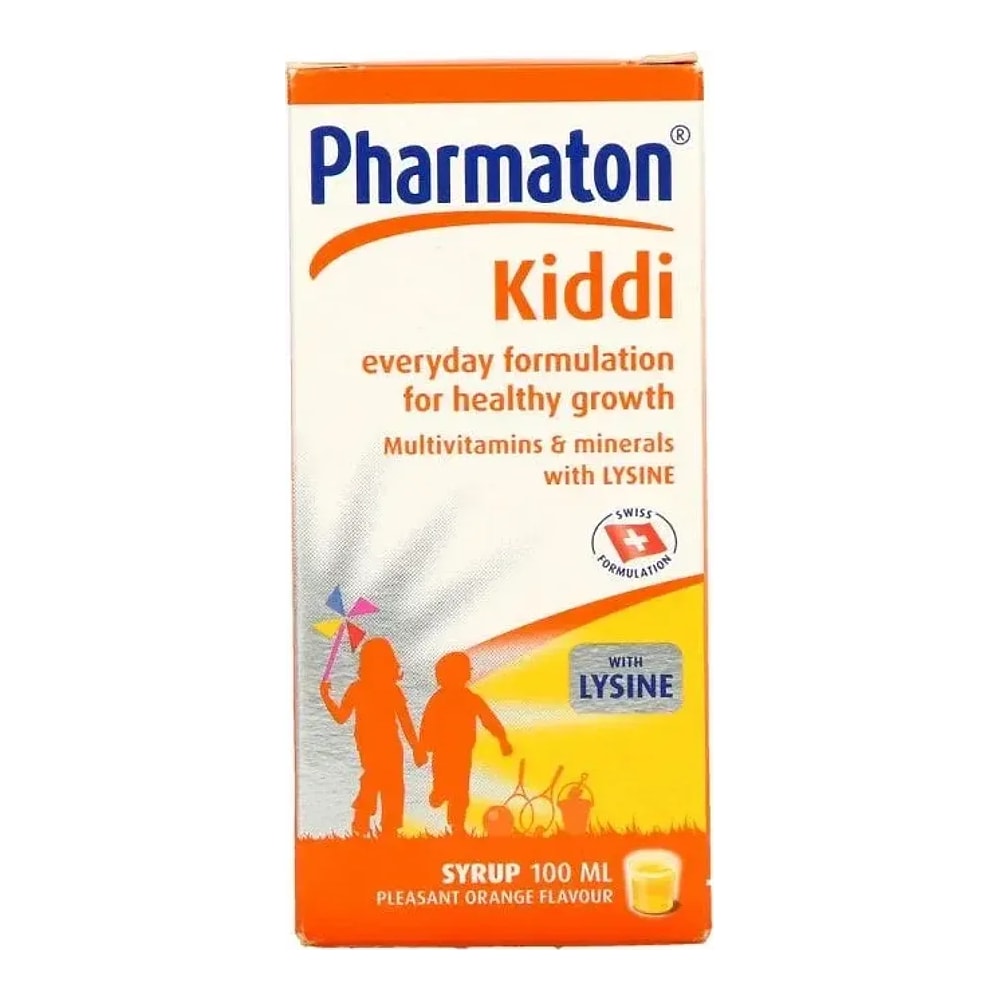 Pharmaton®
Kiddi
everyday formulation
for healthy growth
Multivitamins & minerals
with LYSINE
SWISS
FORMULATION
WITH
LYSINE
SYRUP 100 ML
PLEASANT ORANGE FLAVOUR